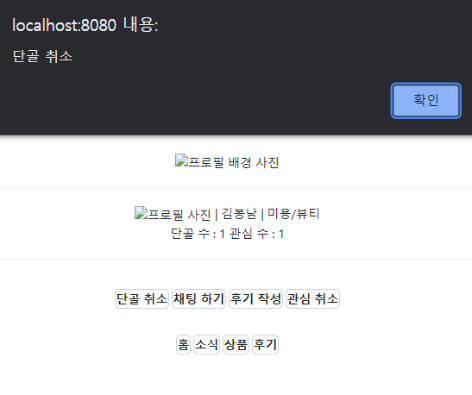 localhost:8080 내용:
단골 취소
확인
프로필 배경 사진
프로필 사진 | 김봉남 | 미용/뷰티
단골 수 : 1 관심 수 : 1
단골 취소 채팅 하기 후기 작성 관심 취소
홈 소식 상품 후기